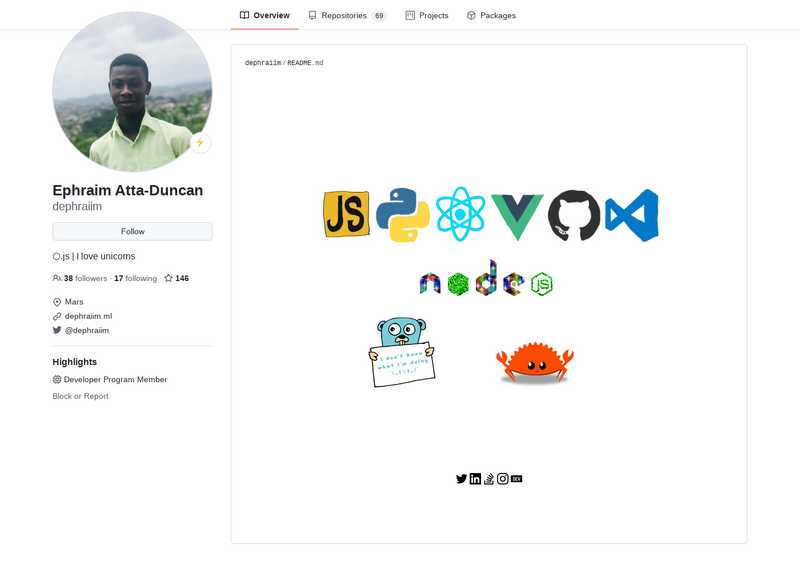 Overview
Repositories 69
Projects
Packages
Ephraim Atta-Duncan
dephraiim
Follow
.js | I love unicorns
38 followers · 17 following · 146
Mars
dephraim.ml
@dephraiim
Highlights
Developer Program Member
Block or Report
dephraiim / README.md
JS
node
JS
I don't know
what I'm doing
DEV